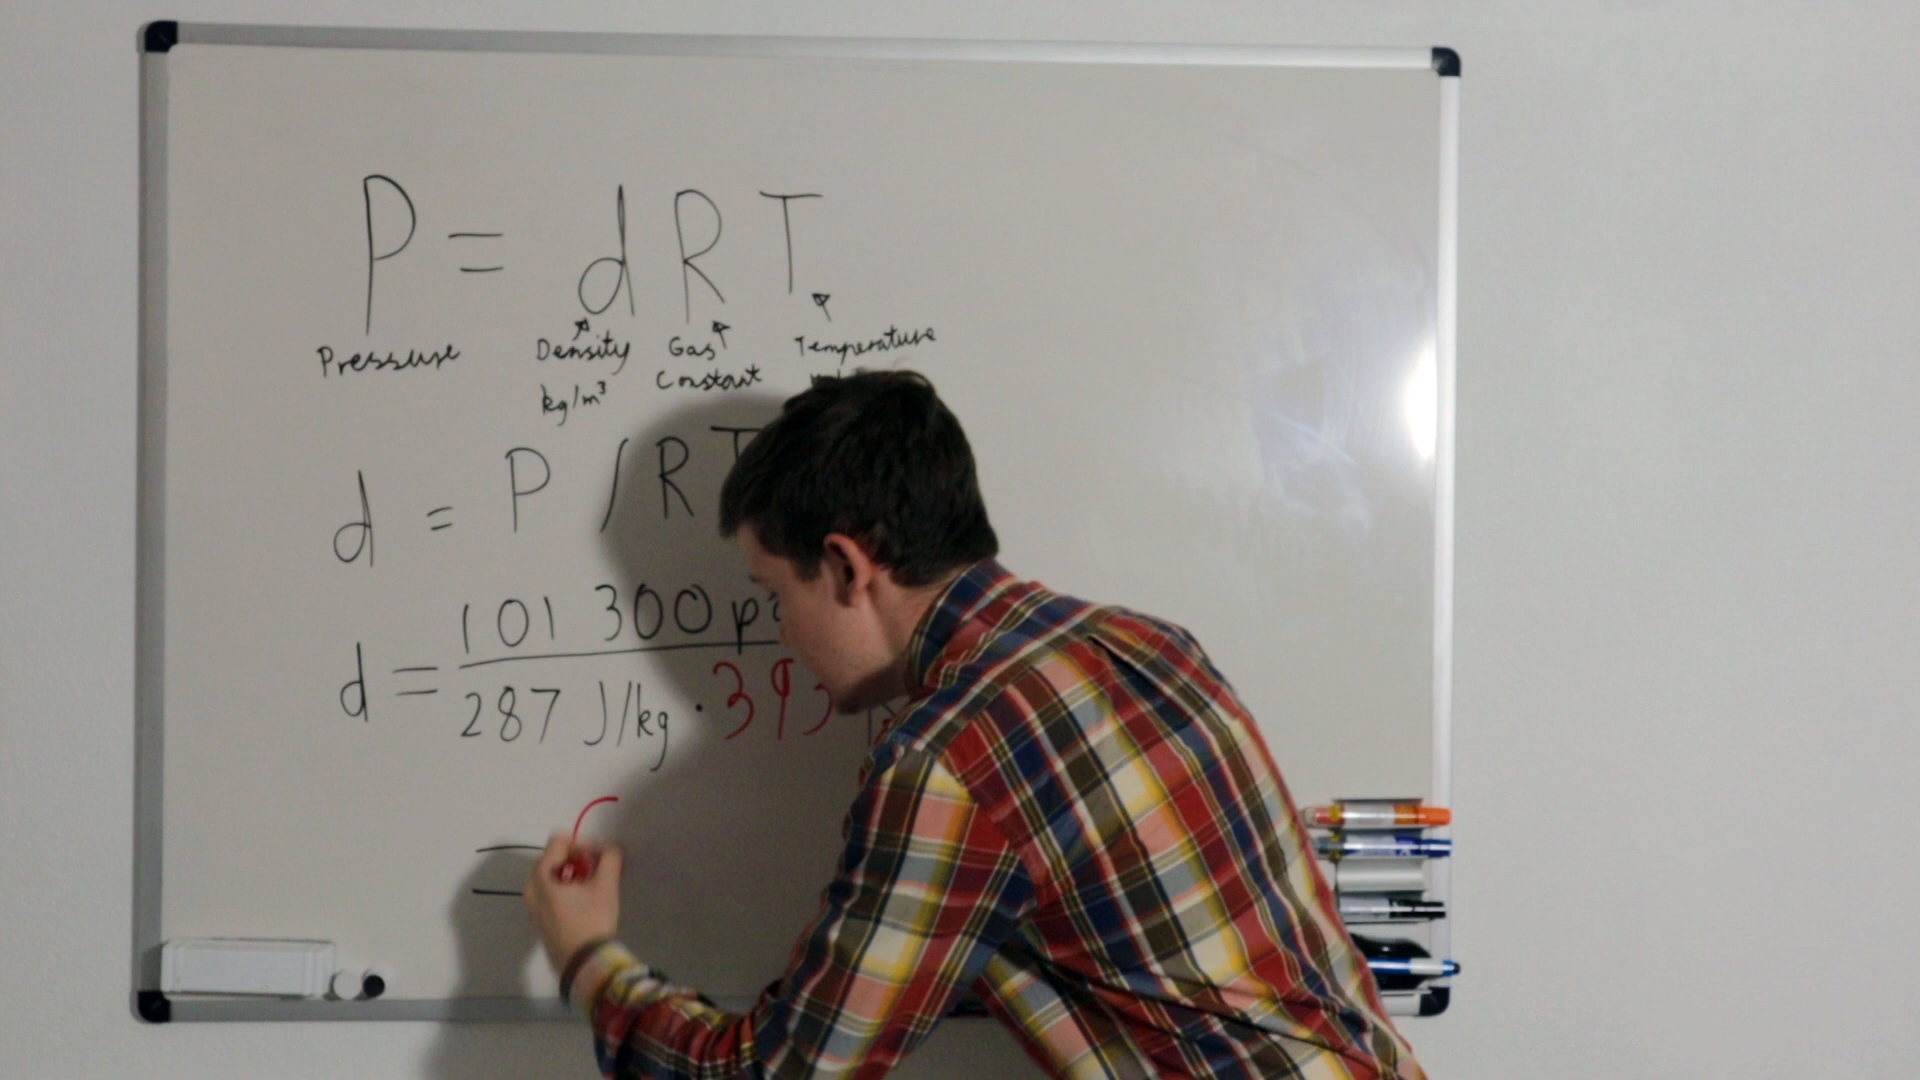 P = d R T
Pressure Density Gas Temperature
kg/m³ Constant
d = P / R T
101 300 pa
d = 287 J/kg · 393 K
=